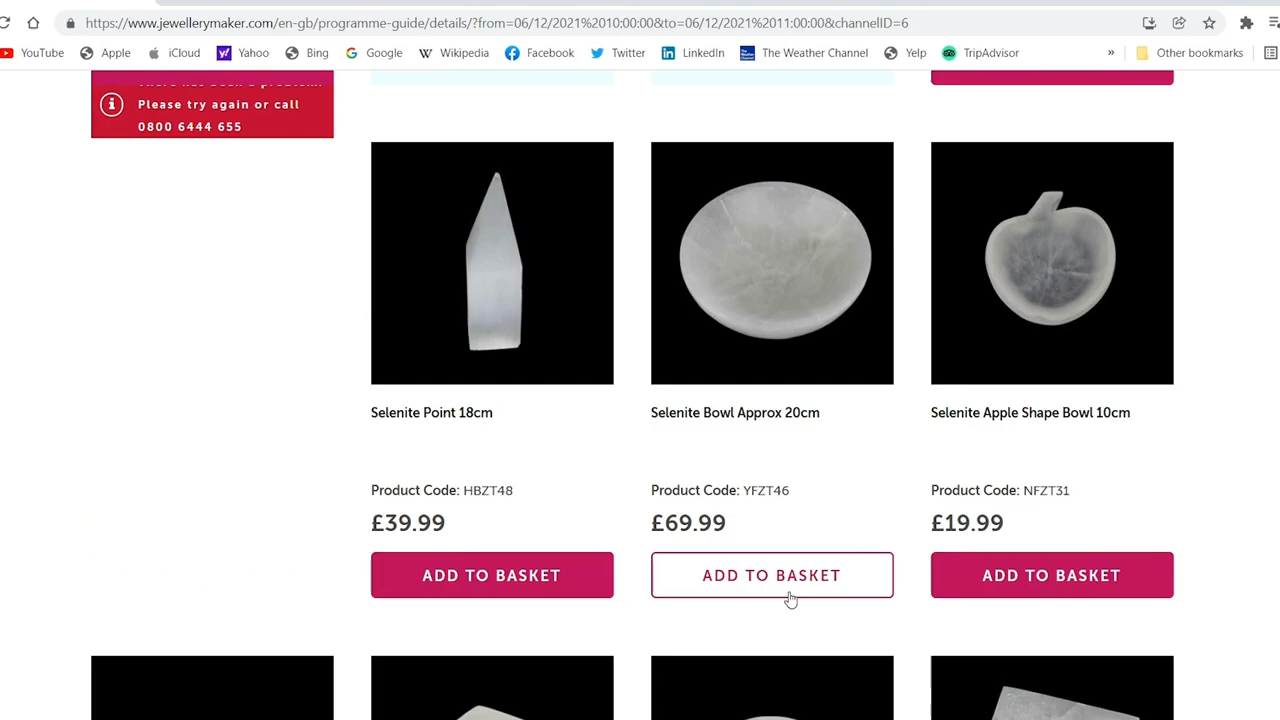 https://www.jewellerymaker.com/en-gb/programme-guide/details/?from=06/12/2021%2010:00:00&to=06/12/2021%2011:00:00&channelID=6
YouTube Apple iCloud Yahoo Bing Google Wikipedia Facebook Twitter LinkedIn The Weather Channel Yelp TripAdvisor » Other bookmarks
Please try again or call
0800 6444 655
Selenite Point 18cm
Product Code: HBZT48
£39.99
ADD TO BASKET
Selenite Bowl Approx 20cm
Product Code: YFZT46
£69.99
ADD TO BASKET
Selenite Apple Shape Bowl 10cm
Product Code: NFZT31
£19.99
ADD TO BASKET